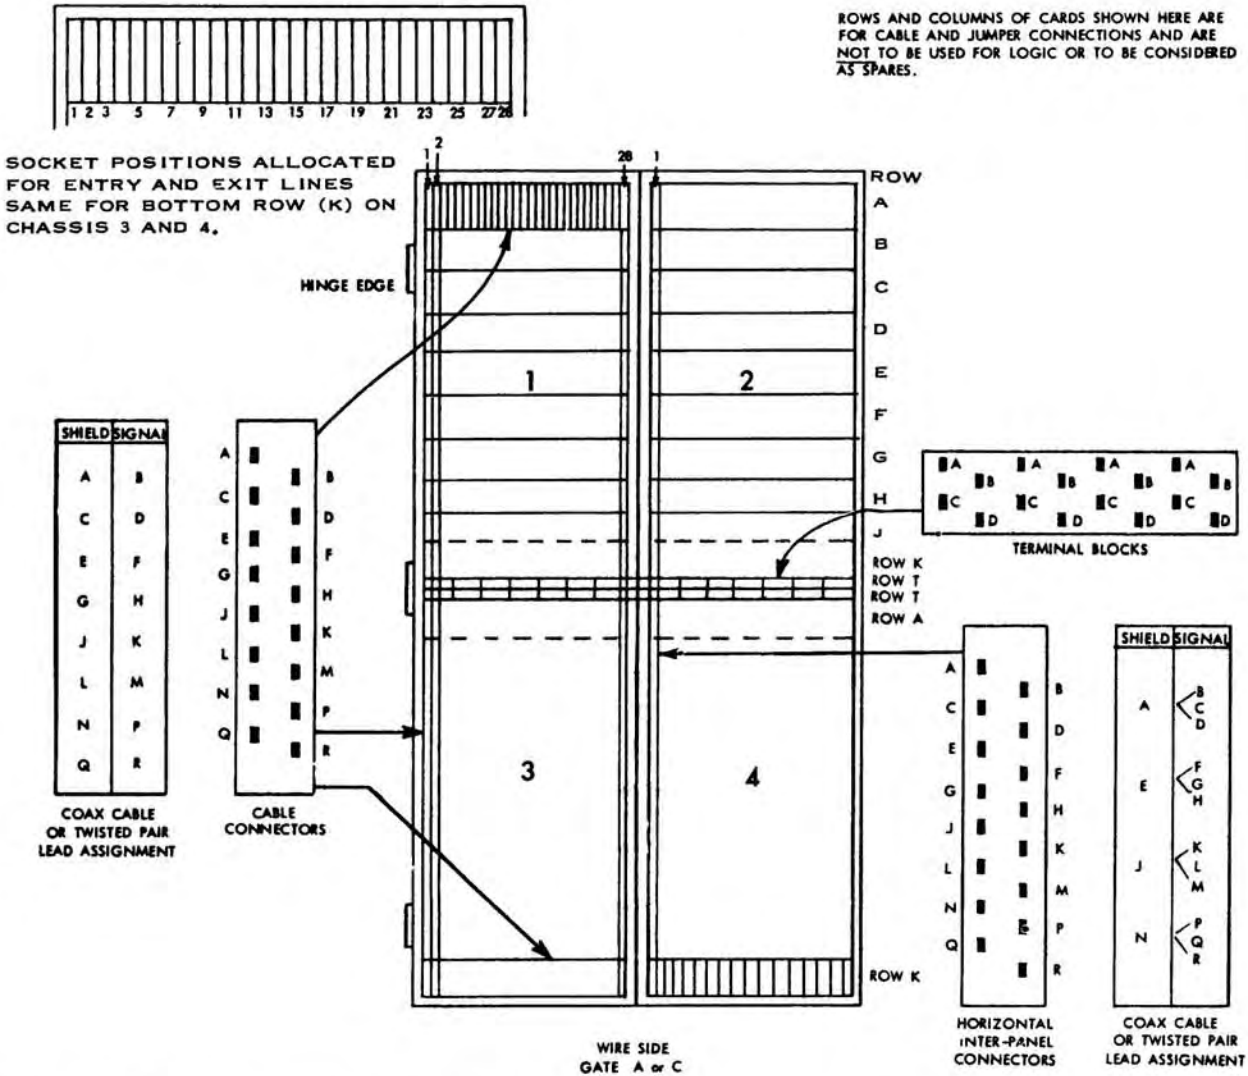 ROWS AND COLUMNS OF CARDS SHOWN HERE ARE
FOR CABLE AND JUMPER CONNECTIONS AND ARE
NOT TO BE USED FOR LOGIC OR TO BE CONSIDERED
AS SPARES.
1 2 3 5 7 9 11 13 15 17 19 21 23 25 27 28
SOCKET POSITIONS ALLOCATED
FOR ENTRY AND EXIT LINES
SAME FOR BOTTOM ROW (K) ON
CHASSIS 3 AND 4.
1 2 28 1
ROW
A
B
C
D
E
F
G
H
J
ROW K
ROW T
ROW T
ROW A
ROW K
HINGE EDGE
1 2
3 4
SHIELD SIGNAL
A B
C D
E F
G H
J K
L M
N P
Q R
COAX CABLE
OR TWISTED PAIR
LEAD ASSIGNMENT
A
B
C
D
E
F
G
H
J
K
L
M
N
P
Q
R
CABLE
CONNECTORS
A A A A
B B B B
C C C C
D D D D
TERMINAL BLOCKS
A
B
C
D
E
F
G
H
J
K
L
M
N
P
Q
R
HORIZONTAL
INTER-PANEL
CONNECTORS
SHIELD SIGNAL
B
A C
D
F
E G
H
K
J L
M
P
N Q
R
COAX CABLE
OR TWISTED PAIR
LEAD ASSIGNMENT
WIRE SIDE
GATE A or C